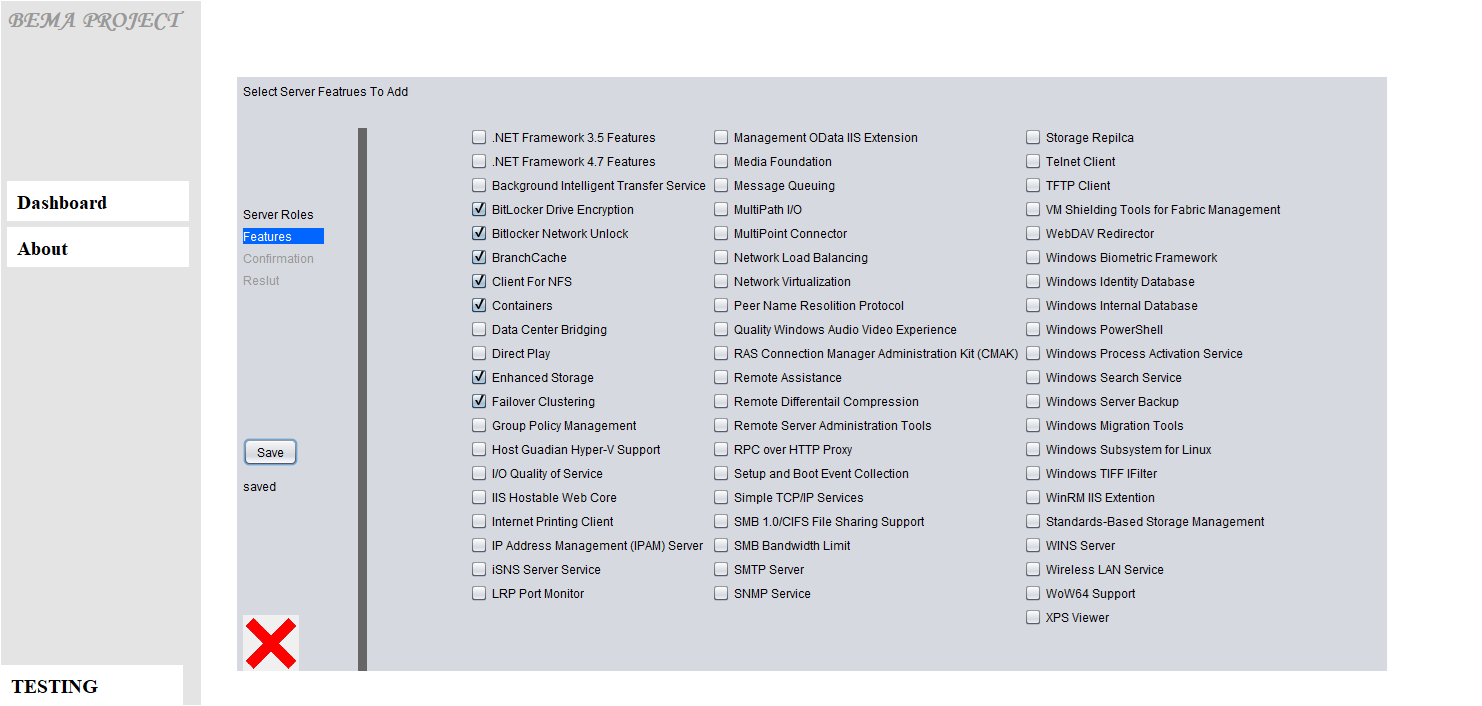 BEMA PROJECT
Dashboard
About
TESTING
Select Server Featrues To Add
Server Roles
Features
Confirmation
Reslut
Save
saved
.NET Framework 3.5 Features
.NET Framework 4.7 Features
Background Intelligent Transfer Service
BitLocker Drive Encryption
Bitlocker Network Unlock
BranchCache
Client For NFS
Containers
Data Center Bridging
Direct Play
Enhanced Storage
Failover Clustering
Group Policy Management
Host Guadian Hyper-V Support
I/O Quality of Service
IIS Hostable Web Core
Internet Printing Client
IP Address Management (IPAM) Server
iSNS Server Service
LRP Port Monitor
Management OData IIS Extension
Media Foundation
Message Queuing
MultiPath I/O
MultiPoint Connector
Network Load Balancing
Network Virtualization
Peer Name Resolition Protocol
Quality Windows Audio Video Experience
RAS Connection Manager Administration Kit (CMAK)
Remote Assistance
Remote Differentail Compression
Remote Server Administration Tools
RPC over HTTP Proxy
Setup and Boot Event Collection
Simple TCP/IP Services
SMB 1.0/CIFS File Sharing Support
SMB Bandwidth Limit
SMTP Server
SNMP Service
Storage Repilca
Telnet Client
TFTP Client
VM Shielding Tools for Fabric Management
WebDAV Redirector
Windows Biometric Framework
Windows Identity Database
Windows Internal Database
Windows PowerShell
Windows Process Activation Service
Windows Search Service
Windows Server Backup
Windows Migration Tools
Windows Subsystem for Linux
Windows TIFF IFilter
WinRM IIS Extention
Standards-Based Storage Management
WINS Server
Wireless LAN Service
WoW64 Support
XPS Viewer